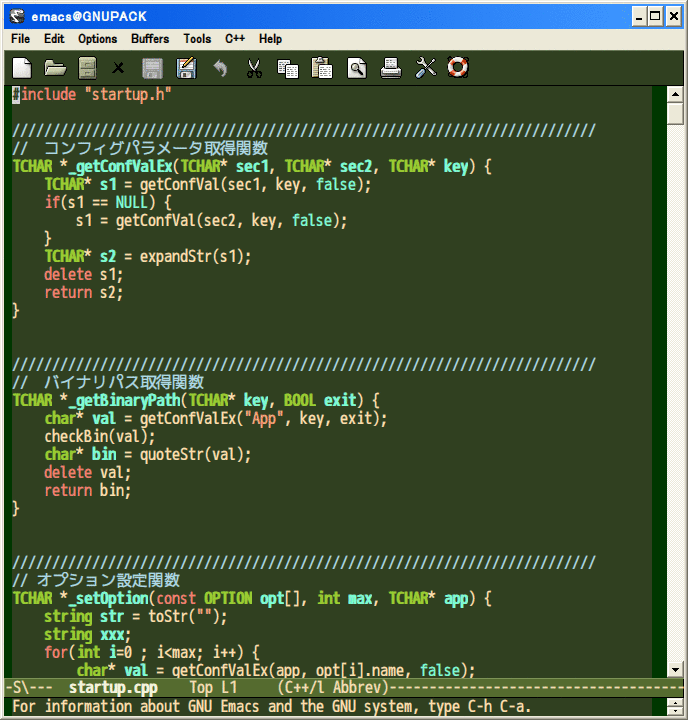 emacs@GNUPACK
File Edit Options Buffers Tools C++ Help
#include "startup.h"
////////////////////////////////////////////////////////////////////////
//　コンフィグパラメータ取得関数
TCHAR *_getConfValEx(TCHAR* sec1, TCHAR* sec2, TCHAR* key) {
    TCHAR* s1 = getConfVal(sec1, key, false);
    if(s1 == NULL) {
        s1 = getConfVal(sec2, key, false);
    }
    TCHAR* s2 = expandStr(s1);
    delete s1;
    return s2;
}
////////////////////////////////////////////////////////////////////////
//　バイナリパス取得関数
TCHAR *_getBinaryPath(TCHAR* key, BOOL exit) {
    char* val = getConfValEx("App", key, exit);
    checkBin(val);
    char* bin = quoteStr(val);
    delete val;
    return bin;
}
////////////////////////////////////////////////////////////////////////
// オプション設定関数
TCHAR *_setOption(const OPTION opt[], int max, TCHAR* app) {
    string str = toStr("");
    string xxx;
    for(int i=0 ; i<max; i++) {
        char* val = getConfValEx(app, opt[i].name, false);
-S\---  startup.cpp    Top L1     (C++/l Abbrev)-------------------------------------
For information about GNU Emacs and the GNU system, type C-h C-a.